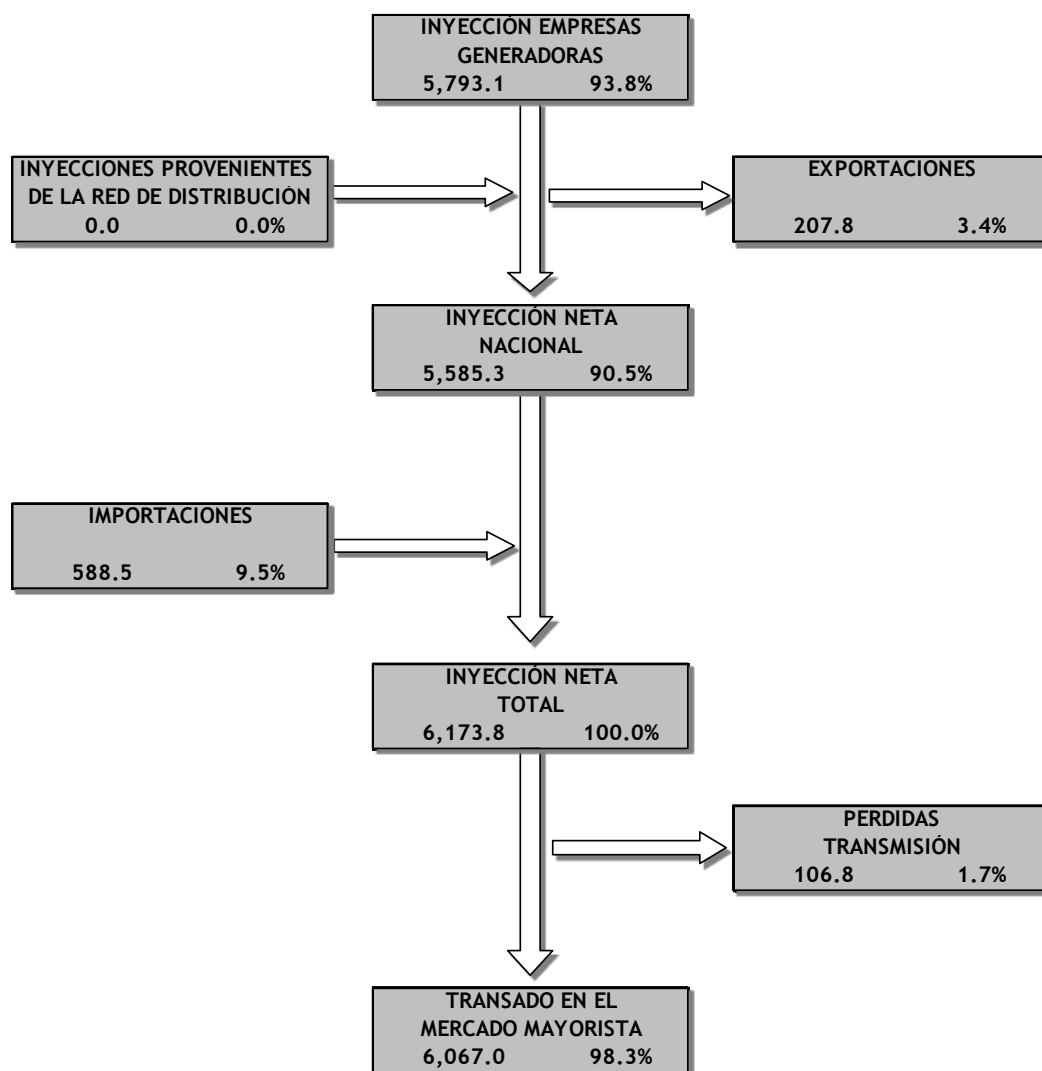 INYECCIÓN EMPRESAS
GENERADORAS
5,793.1 93.8%
INYECCIONES PROVENIENTES
DE LA RED DE DISTRIBUCIÓN
0.0 0.0%
EXPORTACIONES
207.8 3.4%
INYECCIÓN NETA
NACIONAL
5,585.3 90.5%
IMPORTACIONES
588.5 9.5%
INYECCIÓN NETA
TOTAL
6,173.8 100.0%
PERDIDAS
TRANSMISIÓN
106.8 1.7%
TRANSADO EN EL
MERCADO MAYORISTA
6,067.0 98.3%